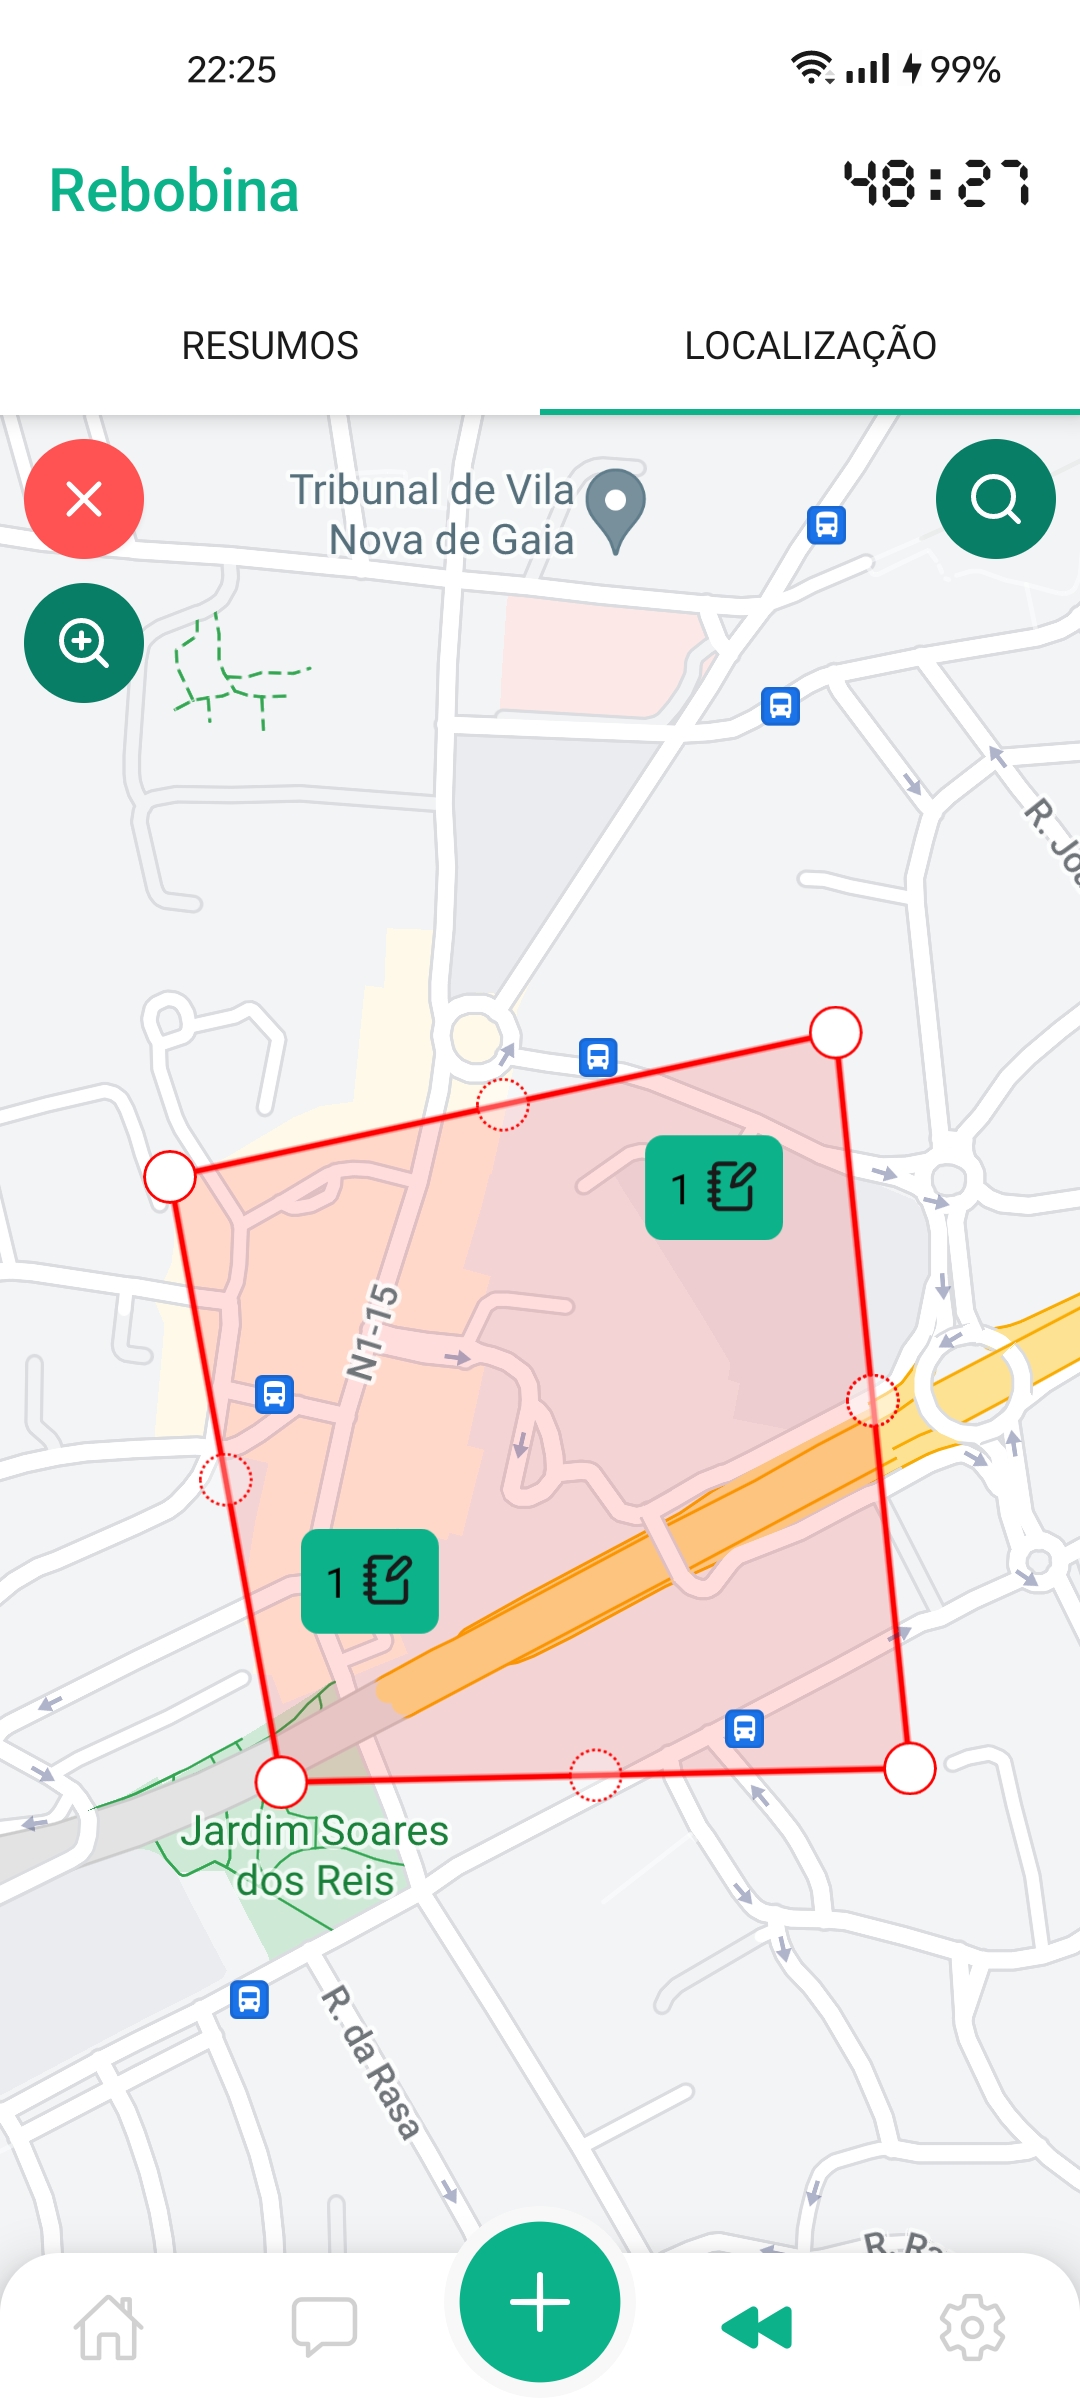 22:25
99%
Rebobina
48:27
RESUMOS
LOCALIZAÇÃO
Tribunal de Vila
Nova de Gaia
1
N1-15
1
Jardim Soares
dos Reis
R. da Rasa